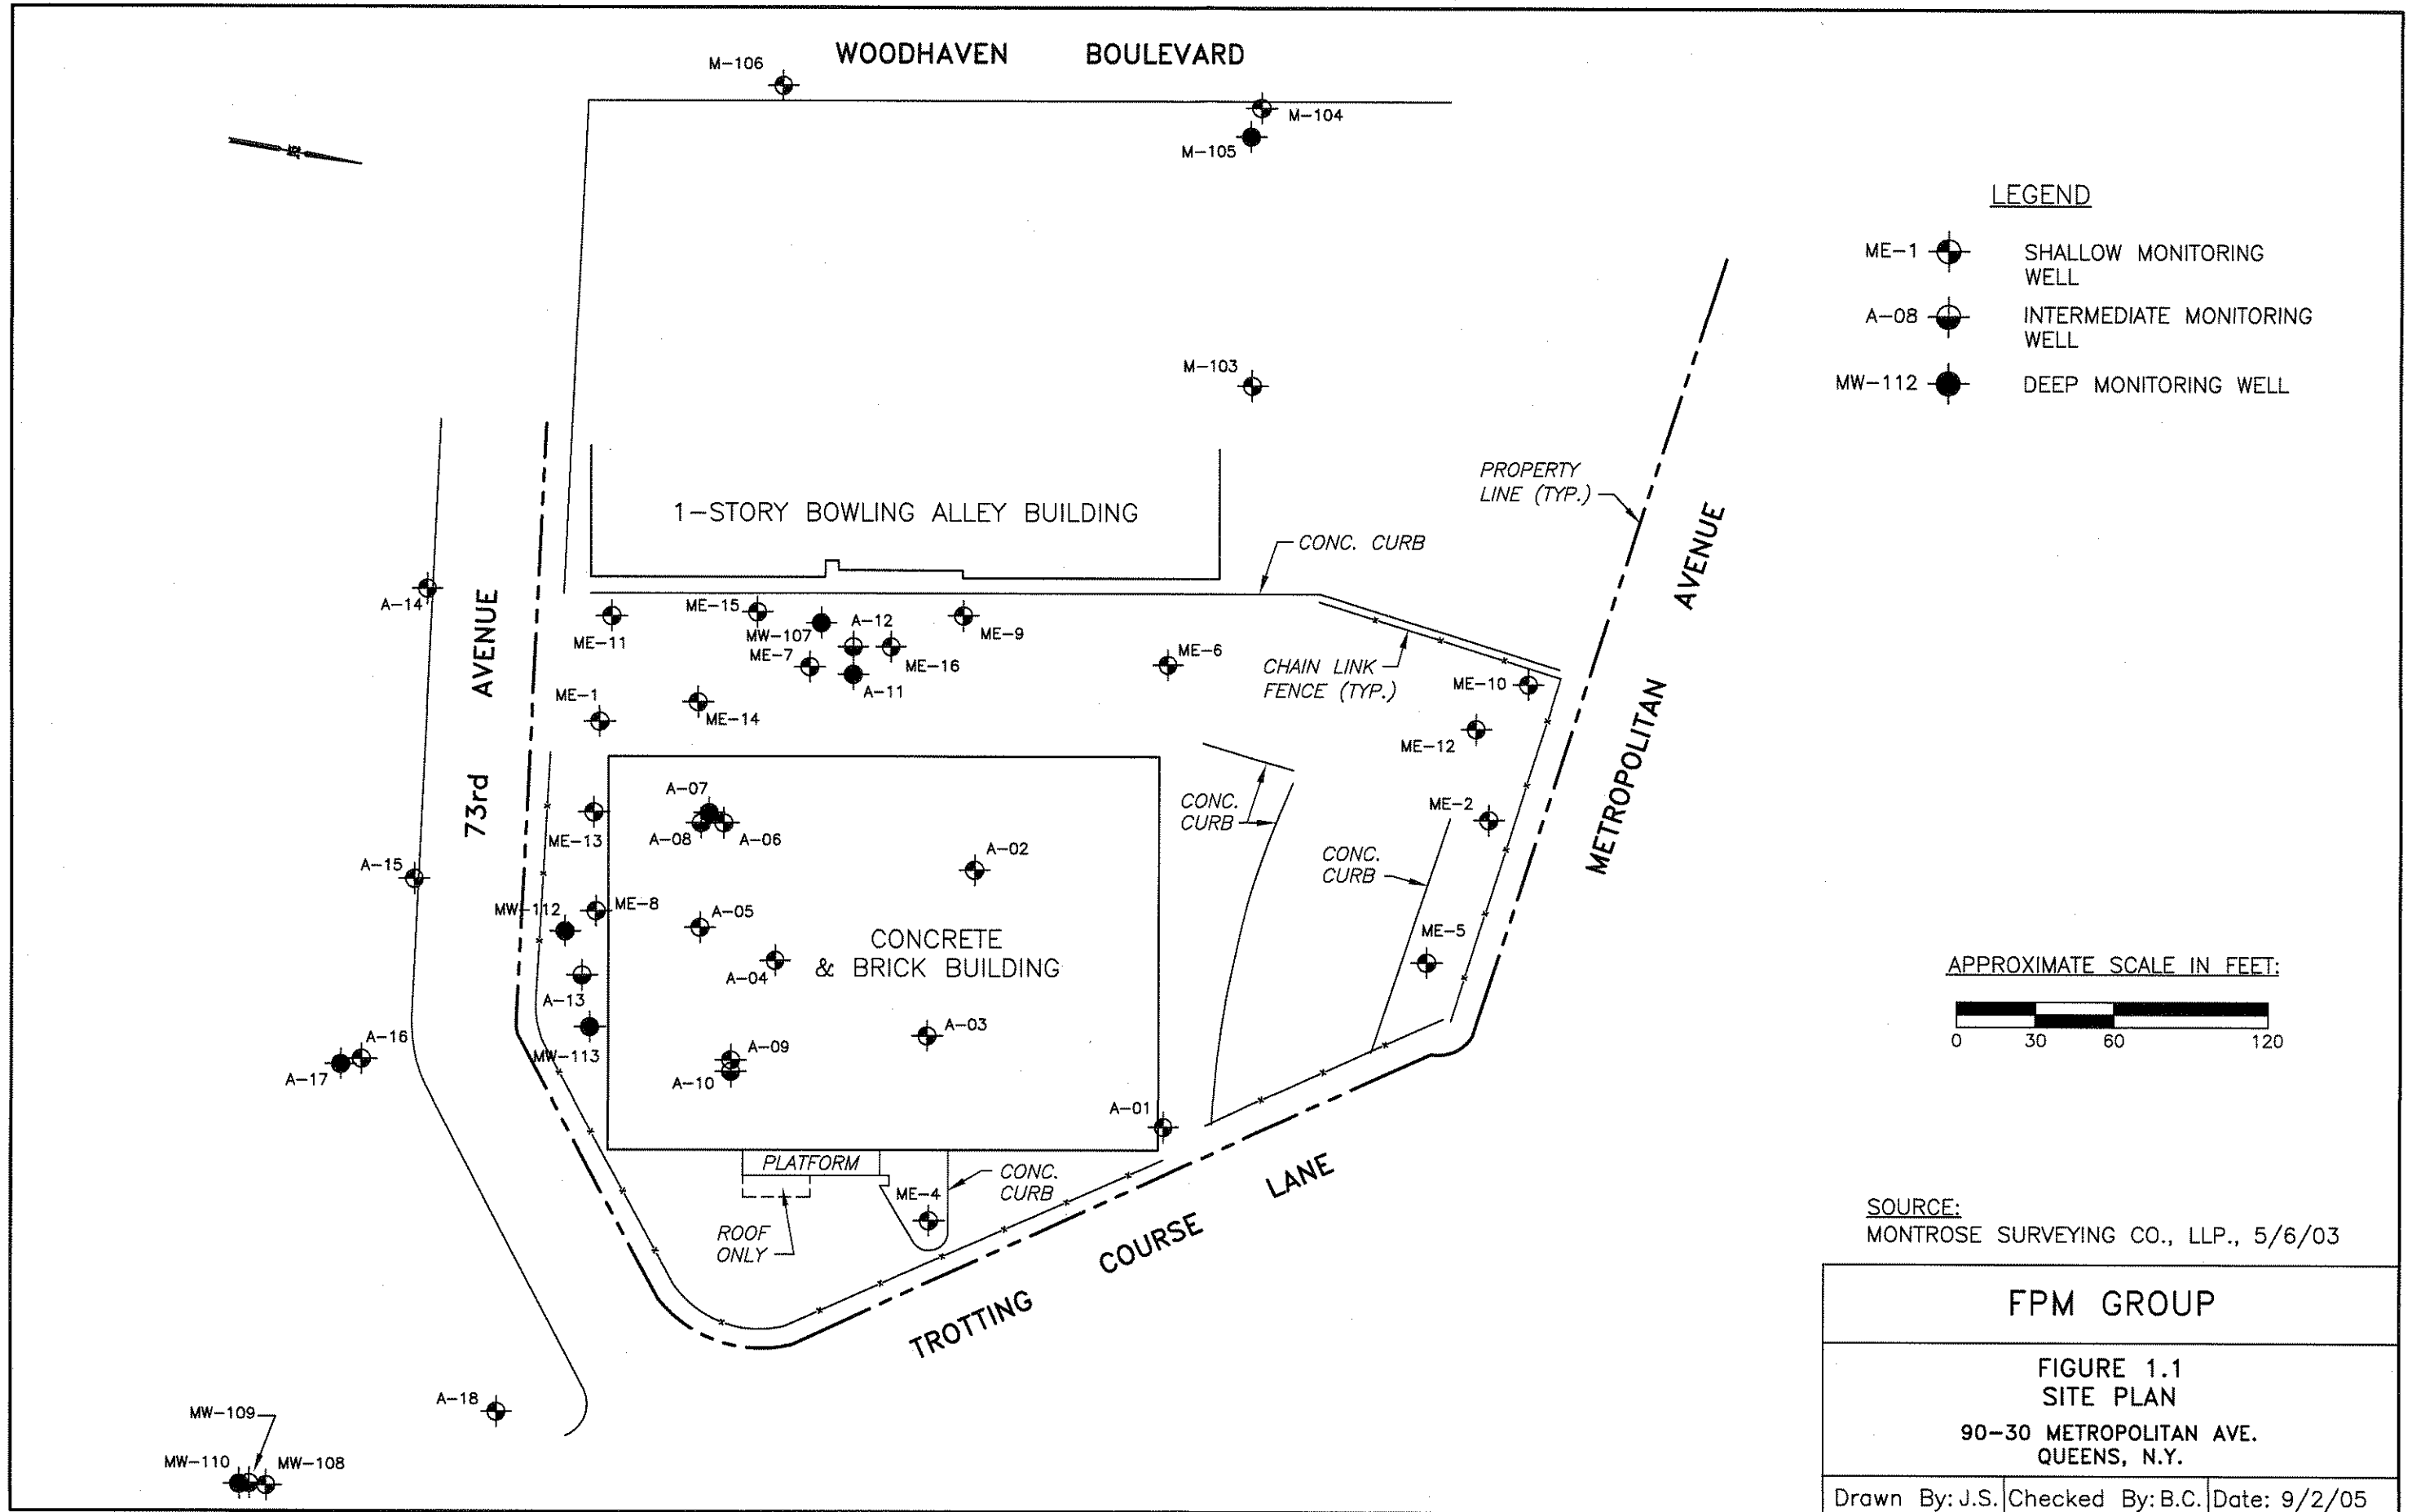 WOODHAVEN BOULEVARD
M-106
M-104
M-105
LEGEND
ME-1 SHALLOW MONITORING
WELL
A-08 INTERMEDIATE MONITORING
WELL
MW-112 DEEP MONITORING WELL
M-103
PROPERTY
LINE (TYP.)
1-STORY BOWLING ALLEY BUILDING
CONC. CURB
METROPOLITAN AVENUE
73rd AVENUE
A-14
ME-11
ME-15
MW-107
A-12
ME-9
ME-7
ME-16
A-11
ME-6
CHAIN LINK
FENCE (TYP.)
ME-10
ME-1
ME-14
ME-12
A-07
A-08
A-06
ME-13
CONC.
CURB
ME-2
A-02
CONC.
CURB
A-15
MW-112
ME-8
A-05
CONCRETE
& BRICK BUILDING
A-04
ME-5
A-13
APPROXIMATE SCALE IN FEET:
0 30 60 120
A-16
A-17
MW-113
A-03
A-09
A-10
A-01
PLATFORM
CONC.
CURB
ME-4
ROOF
ONLY
TROTTING COURSE LANE
A-18
MW-109
MW-110
MW-108
SOURCE:
MONTROSE SURVEYING CO., LLP., 5/6/03
FPM GROUP
FIGURE 1.1
SITE PLAN
90-30 METROPOLITAN AVE.
QUEENS, N.Y.
Drawn By: J.S. Checked By: B.C. Date: 9/2/05